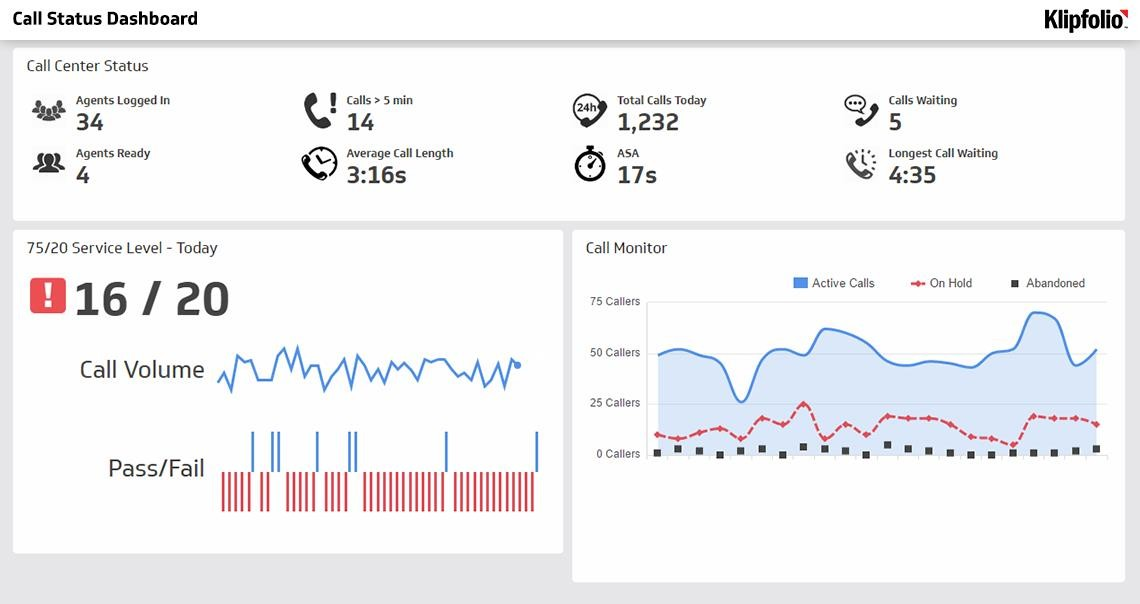 Call Status Dashboard
Klipfolio
Call Center Status
Agents Logged In
34
Calls > 5 min
14
24h
Total Calls Today
1,232
Calls Waiting
5
Agents Ready
4
Average Call Length
3:16s
ASA
17s
Longest Call Waiting
4:35
75/20 Service Level - Today
! 16 / 20
Call Volume
Pass/Fail
Call Monitor
Active Calls On Hold Abandoned
75 Callers
50 Callers
25 Callers
0 Callers